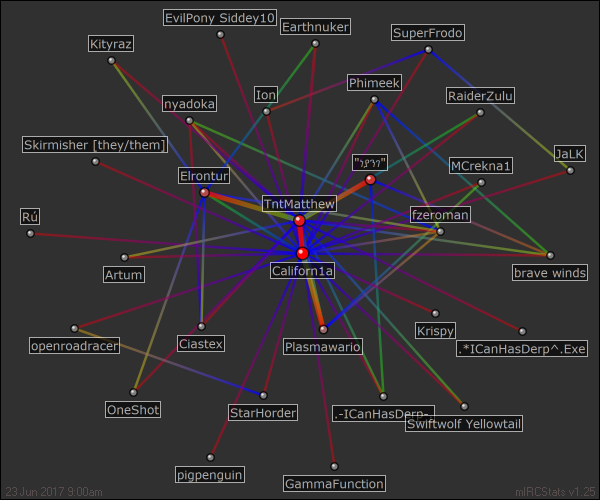 EvilPony Siddey10
Earthnuker
SuperFrodo
Kityraz
Phimeek
Ion
RaiderZulu
nyadoka
Skirmisher [they/them]
JaLK
MCrekna1
Elrontur
TntMatthew
fzeroman
Rú
Californ1a
Artum
brave winds
Krispy
Ciastex
Plasmawario
openroadracer
.*ICanHasDerp^.Exe
OneShot
StarHorder
.-ICanHasDerp-
Swiftwolf Yellowtail
pigpenguin
GammaFunction
23 Jun 2017 9:00am
mIRCStats v1.25